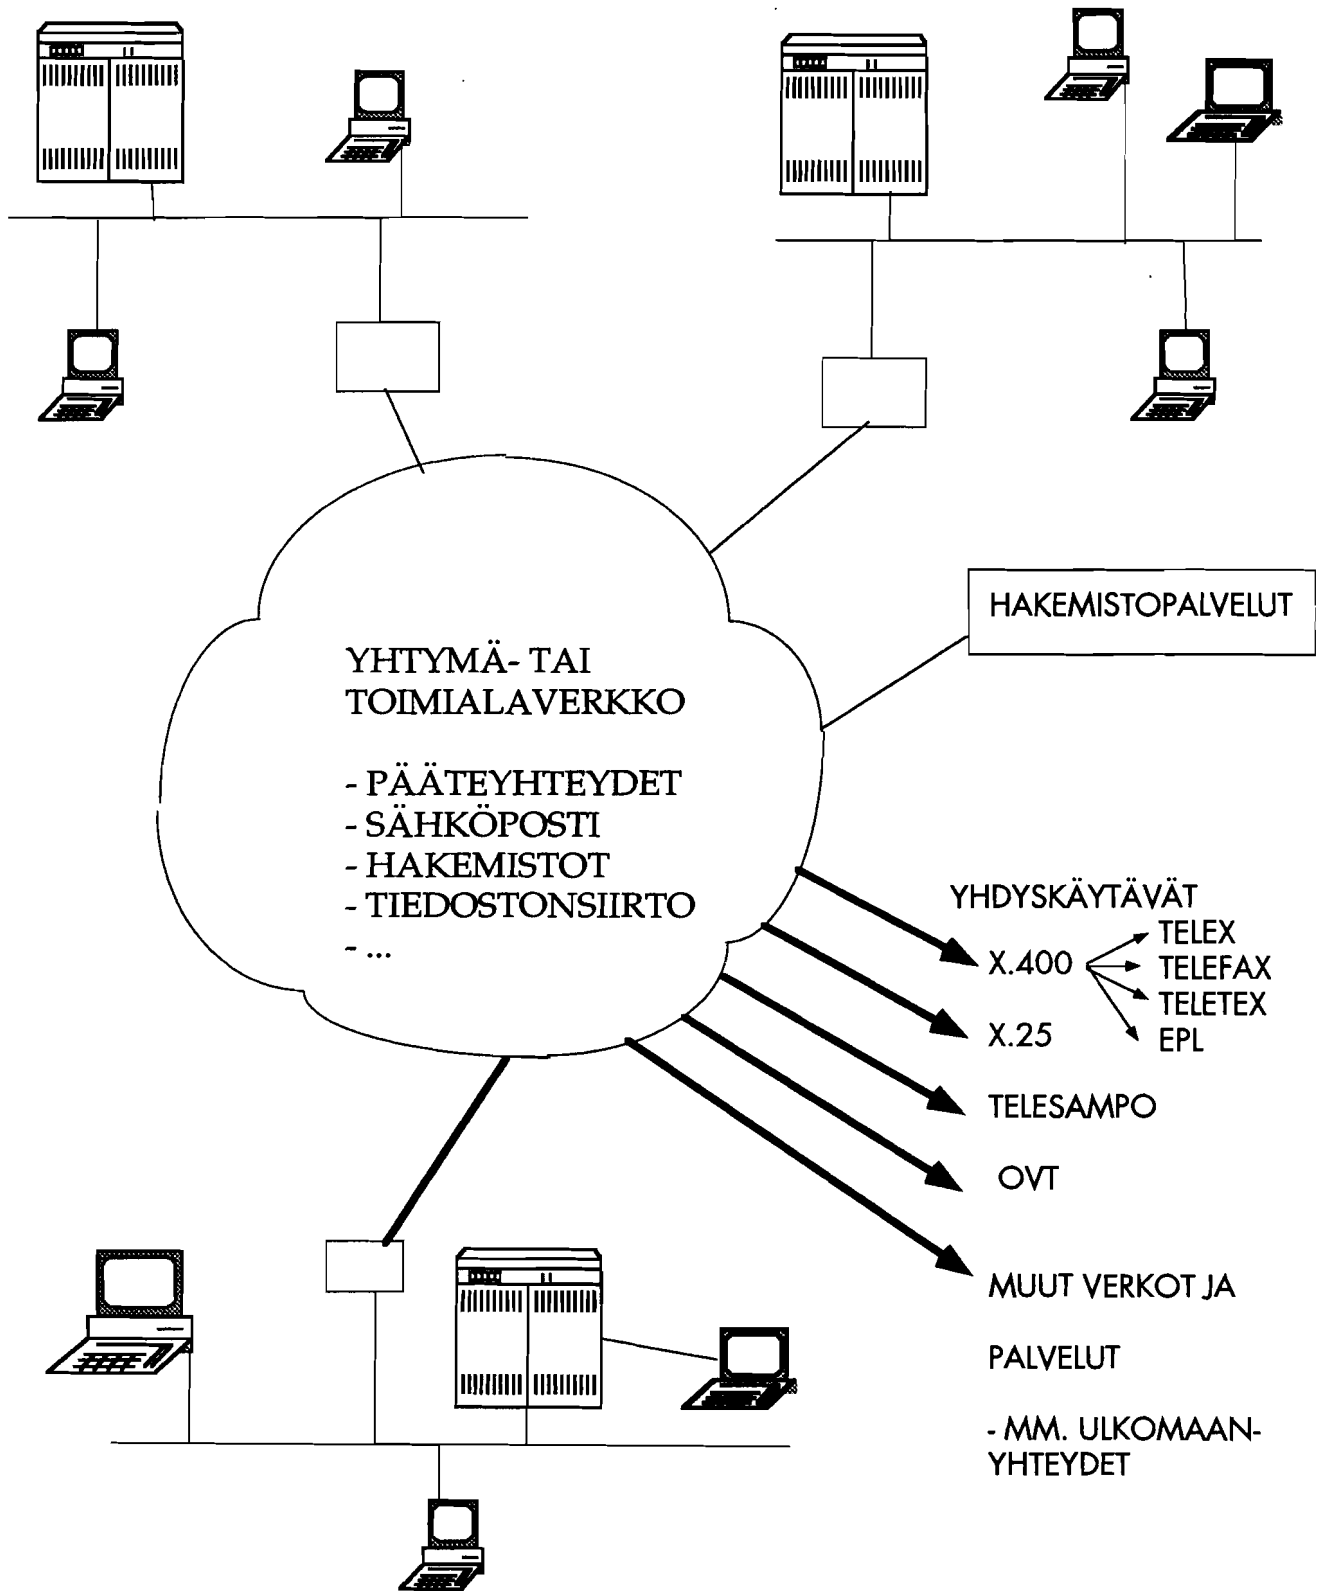 HAKEMISTOPALVELUT
YHTYMÄ- TAI
TOIMIALAVERKKO
- PÄÄTEYHTEYDET
- SÄHKÖPOSTI
- HAKEMISTOT
- TIEDOSTONSIIRTO
- ...
YHDYSKÄYTÄVÄT
X.400
TELEX
TELEFAX
TELETEX
EPL
X.25
TELESAMPO
OVT
MUUT VERKOT JA
PALVELUT
- MM. ULKOMAAN-
YHTEYDET